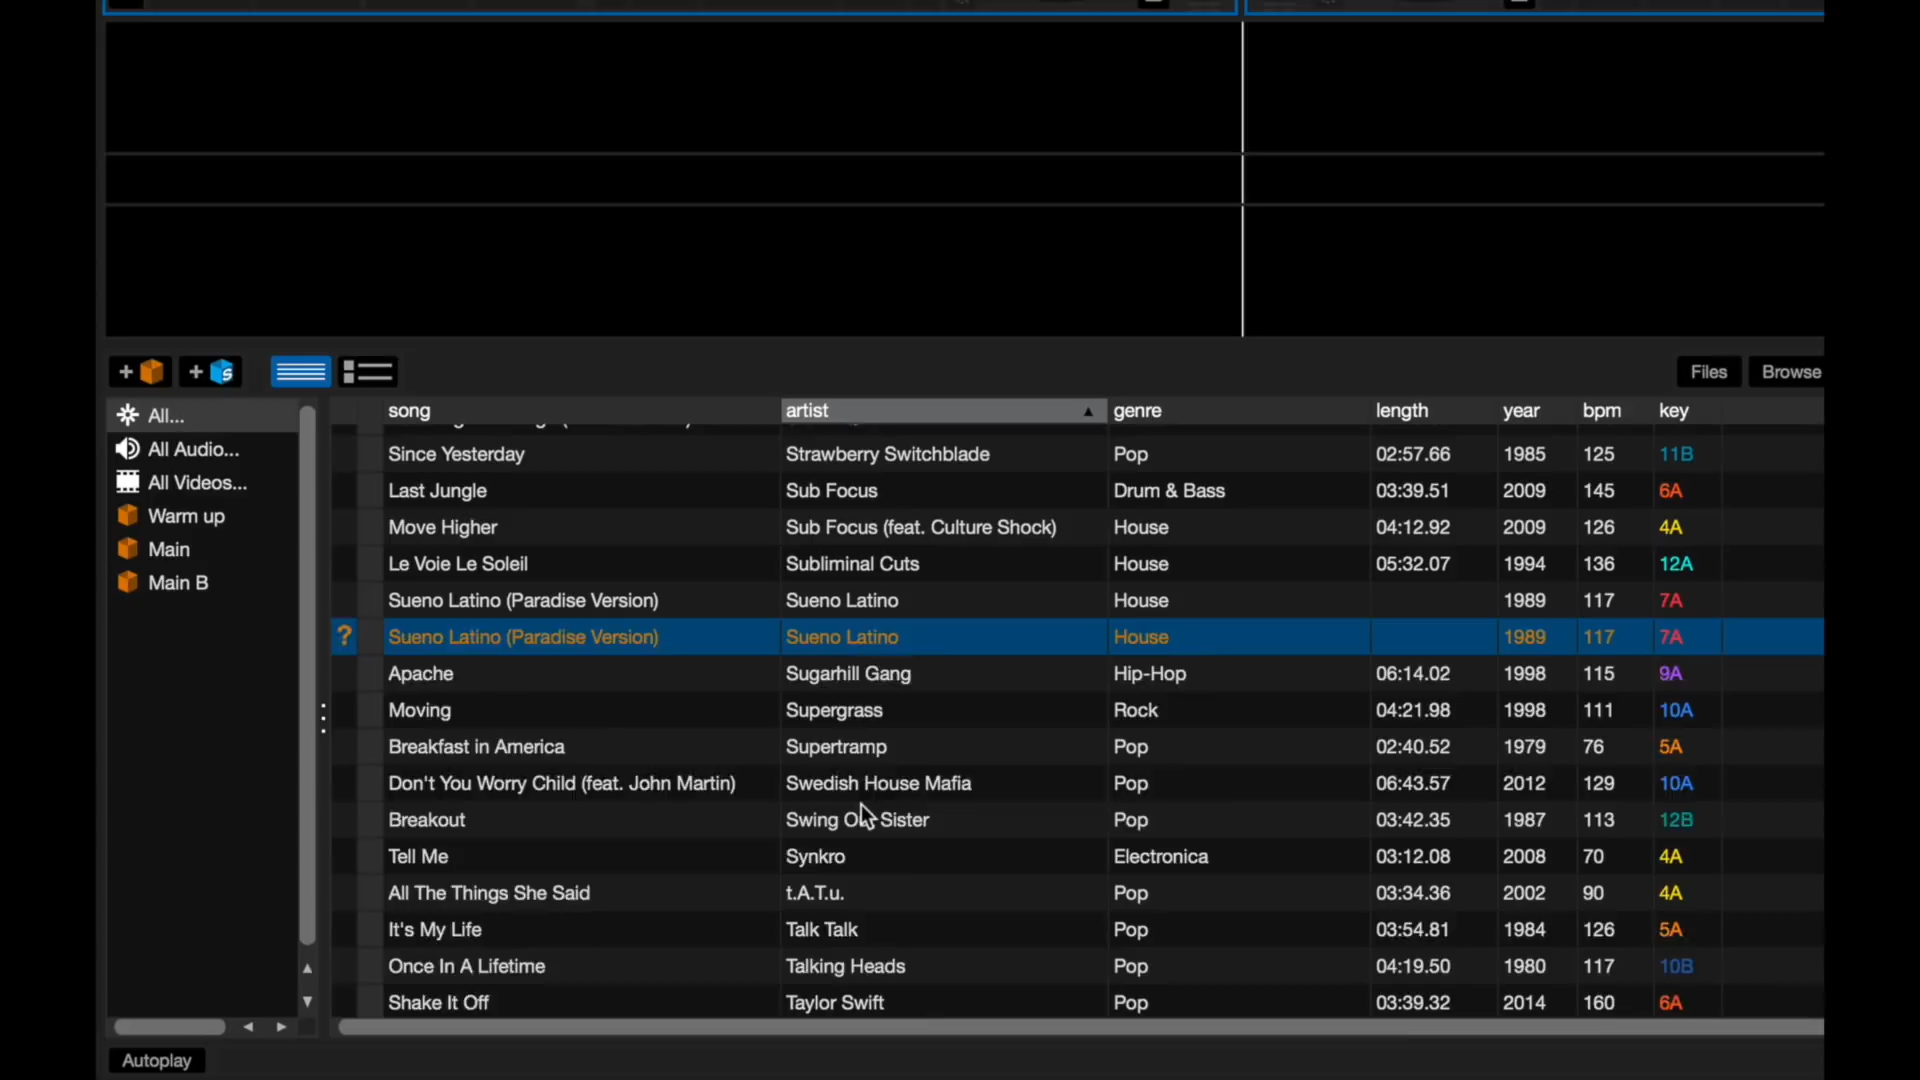 Files Browse
All...
All Audio...
All Videos...
Warm up
Main
Main B
song artist genre length year bpm key
Since Yesterday Strawberry Switchblade Pop 02:57.66 1985 125 11B
Last Jungle Sub Focus Drum & Bass 03:39.51 2009 145 6A
Move Higher Sub Focus (feat. Culture Shock) House 04:12.92 2009 126 4A
Le Voie Le Soleil Subliminal Cuts House 05:32.07 1994 136 12A
Sueno Latino (Paradise Version) Sueno Latino House 1989 117 7A
? Sueno Latino (Paradise Version) Sueno Latino House 1989 117 7A
Apache Sugarhill Gang Hip-Hop 06:14.02 1998 115 9A
Moving Supergrass Rock 04:21.98 1998 111 10A
Breakfast in America Supertramp Pop 02:40.52 1979 76 5A
Don't You Worry Child (feat. John Martin) Swedish House Mafia Pop 06:43.57 2012 129 10A
Breakout Swing Out Sister Pop 03:42.35 1987 113 12B
Tell Me Synkro Electronica 03:12.08 2008 70 4A
All The Things She Said t.A.T.u. Pop 03:34.36 2002 90 4A
It's My Life Talk Talk Pop 03:54.81 1984 126 5A
Once In A Lifetime Talking Heads Pop 04:19.50 1980 117 10B
Shake It Off Taylor Swift Pop 03:39.32 2014 160 6A
Autoplay